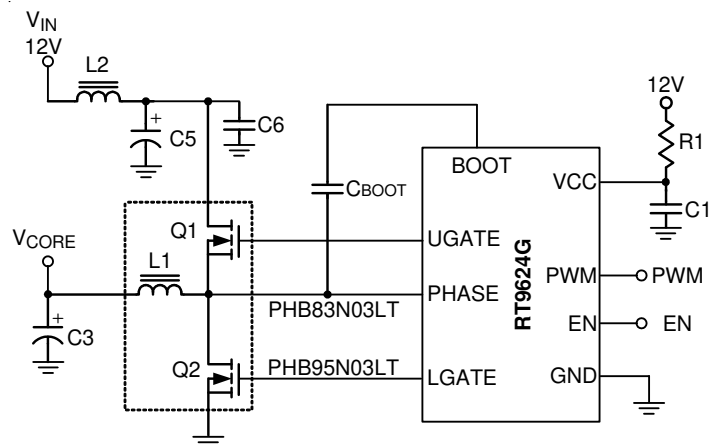 VIN
12V
L2
C5
C6
CBOOT
BOOT
12V
R1
VCC
C1
VCORE
L1
Q1
UGATE
PHASE
PHB83N03LT
RT9624G
PWM
PWM
EN
EN
C3
Q2
PHB95N03LT
LGATE
GND